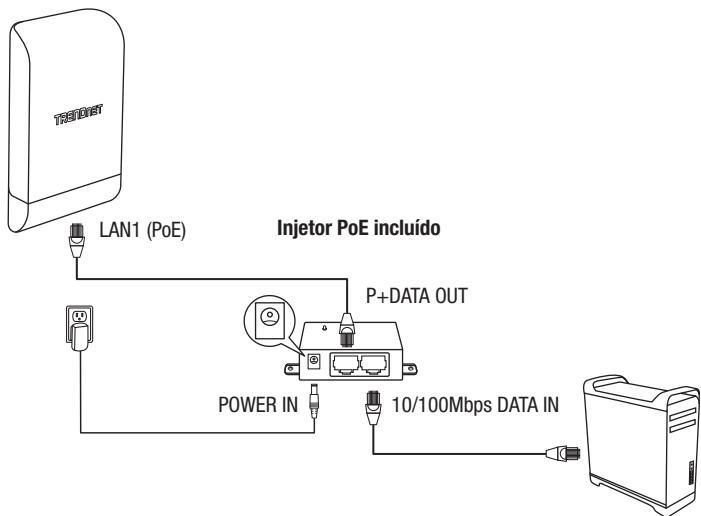 TRENDNET
LAN1 (PoE)
Injetor PoE incluído
P+DATA OUT
POWER IN
10/100Mbps DATA IN